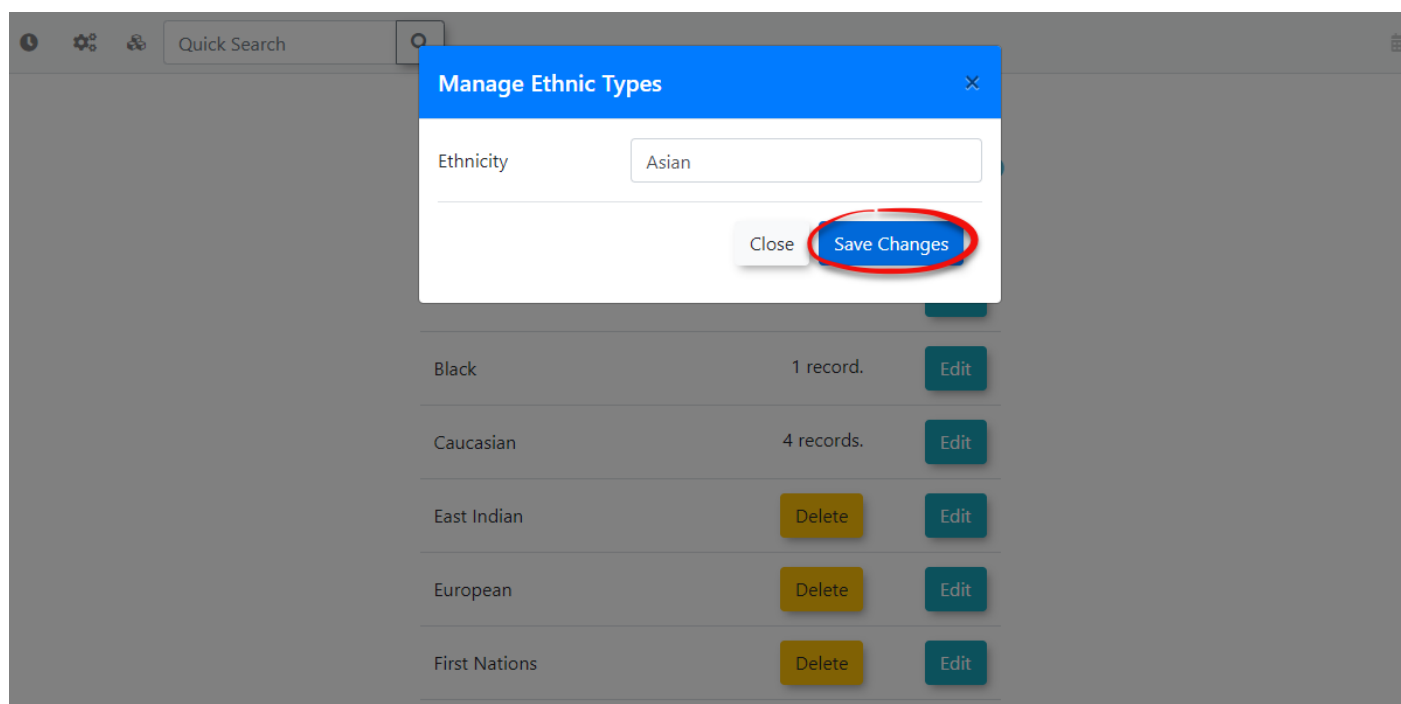 Quick Search
Manage Ethnic Types ×
Ethnicity Asian
Close Save Changes
Black 1 record. Edit
Caucasian 4 records. Edit
East Indian Delete Edit
European Delete Edit
First Nations Delete Edit